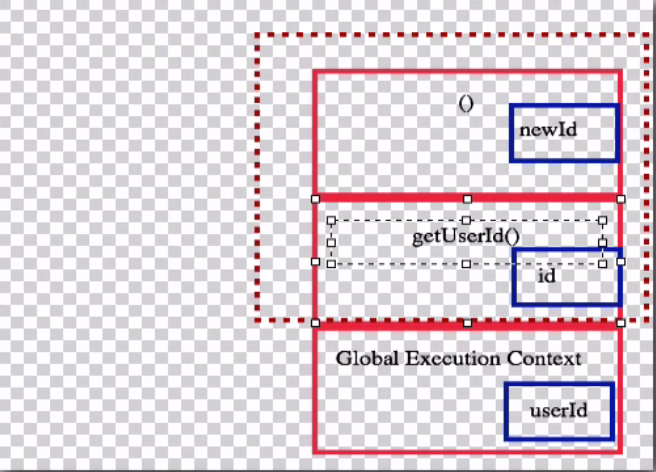 ()
newId
getUserId()
id
Global Execution Context
userId